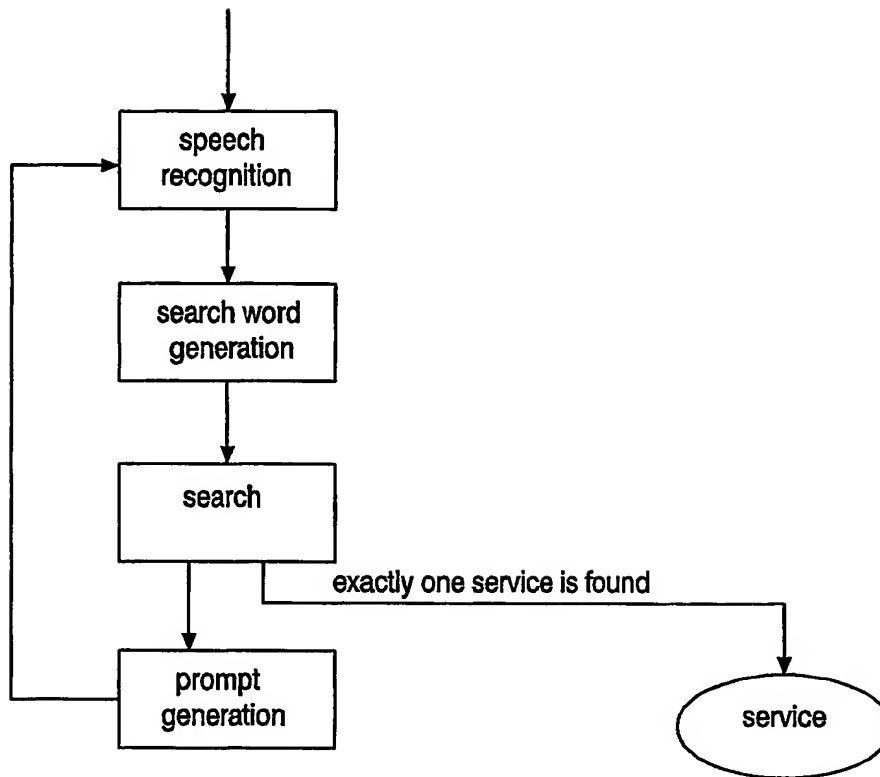 speech
recognition
search word
generation
search
exactly one service is found
prompt
generation
service